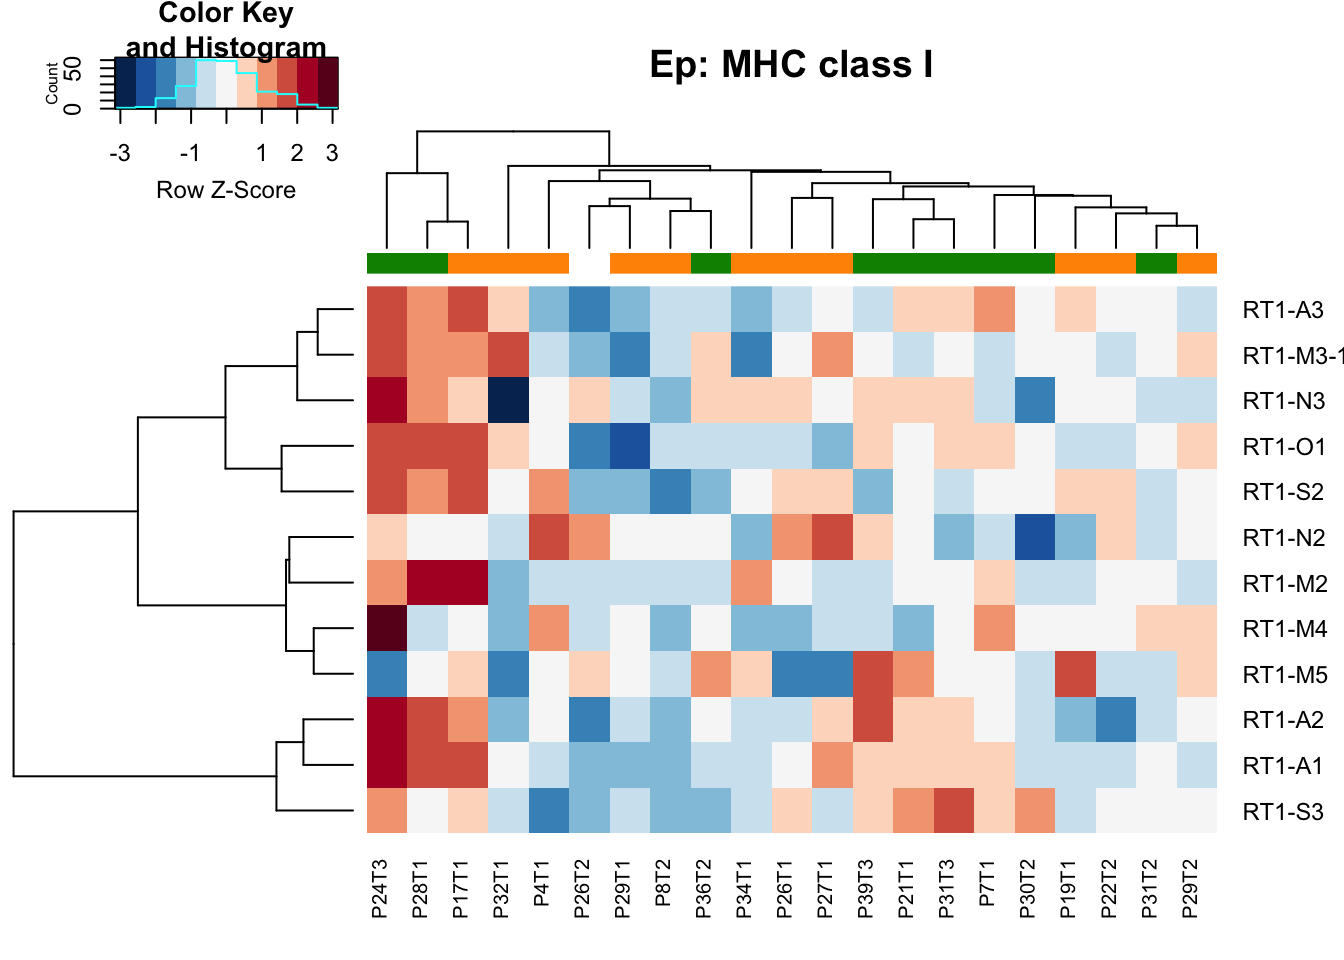 Color Key
and Histogram
Ep: MHC class I
Count
0 50
-3 -1 1 2 3
Row Z-Score
RT1-A3
RT1-M3-1
RT1-N3
RT1-O1
RT1-S2
RT1-N2
RT1-M2
RT1-M4
RT1-M5
RT1-A2
RT1-A1
RT1-S3
P24T3 P28T1 P17T1 P32T1 P4T1 P26T2 P29T1 P8T2 P36T2 P34T1 P26T1 P27T1 P39T3 P21T1 P31T3 P7T1 P30T2 P19T1 P22T2 P31T2 P29T2